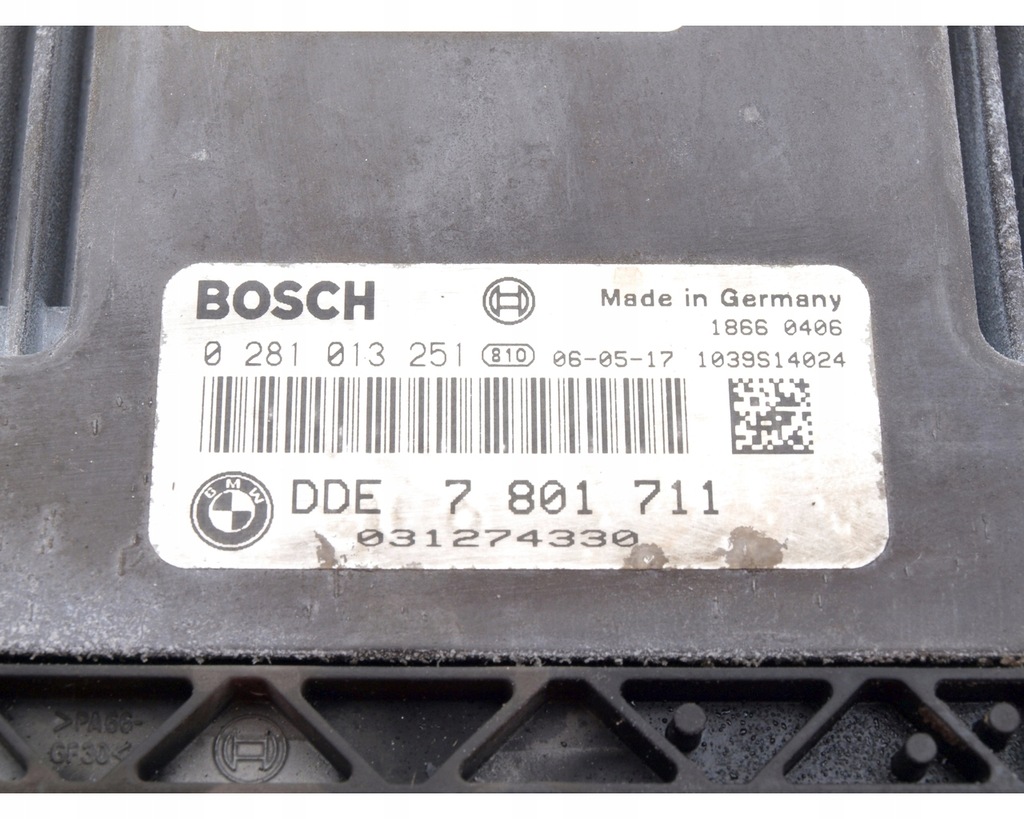 BOSCH
Made in Germany
1866 0406
0 281 013 251 810 06-05-17 1039S14024
BMW
DDE 7 801 711
031274330
>PA66-
GF30<